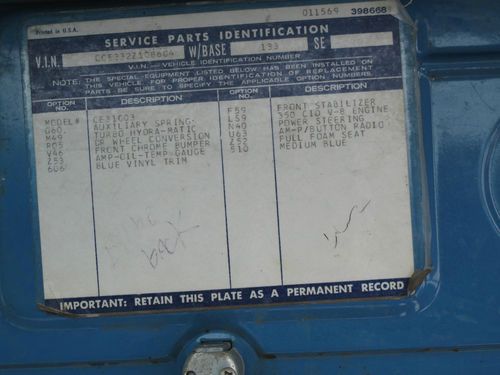 Printed in U.S.A. 011569 398668
SERVICE PARTS IDENTIFICATION
V.I.N. W/BASE 133 SE
V.I.N. - VEHICLE IDENTIFICATION NUMBER
NOTE: THE SPECIAL EQUIPMENT LISTED BELOW HAS BEEN INSTALLED ON
THIS VEHICLE FOR PROPER IDENTIFICATION OF REPLACEMENT
PARTS BE SURE TO SPECIFY THE APPLICABLE OPTION NUMBERS.
OPTION NO. DESCRIPTION OPTION NO. DESCRIPTION
MODEL# CE31003 F59 FRONT STABILIZER
G60. AUXILIARY SPRING. L59 350 CID V-8 ENGINE
M49 TURBO HYDRA-MATIC N40 POWER STEERING
R05 DR WHEEL CONVERSION U63 AM-P/BUTTON RADIO
V46 FRONT CHROME BUMPER Z52 FULL FOAM SEAT
Z53 AMP-OIL-TEMP GAUGE 510 MEDIUM BLUE
606 BLUE VINYL TRIM
IMPORTANT: RETAIN THIS PLATE AS A PERMANENT RECORD